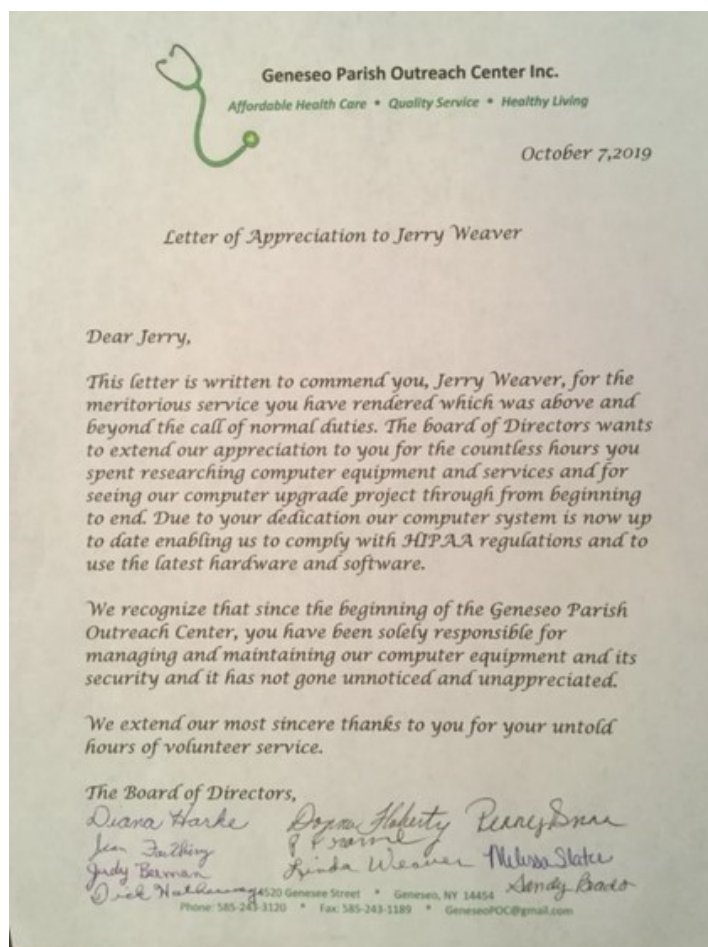 Geneseo Parish Outreach Center Inc.
Affordable Health Care • Quality Service • Healthy Living
October 7,2019
Letter of Appreciation to Jerry Weaver
Dear Jerry,
This letter is written to commend you, Jerry Weaver, for the
meritorious service you have rendered which was above and
beyond the call of normal duties. The board of Directors wants
to extend our appreciation to you for the countless hours you
spent researching computer equipment and services and for
seeing our computer upgrade project through from beginning
to end. Due to your dedication our computer system is now up
to date enabling us to comply with HIPAA regulations and to
use the latest hardware and software.
We recognize that since the beginning of the Geneseo Parish
Outreach Center, you have been solely responsible for
managing and maintaining our computer equipment and its
security and it has not gone unnoticed and unappreciated.
We extend our most sincere thanks to you for your untold
hours of volunteer service.
The Board of Directors,
Diana Harke Donna Flaherty Penny
Jean
Judy Berman Linda Weaver Melissa Slater
Dick Hathaway Sandy
4520 Genesee Street • Geneseo, NY 14454
Phone: 585-243-3120 • Fax: 585-243-1189 • GeneseoPOC@gmail.com